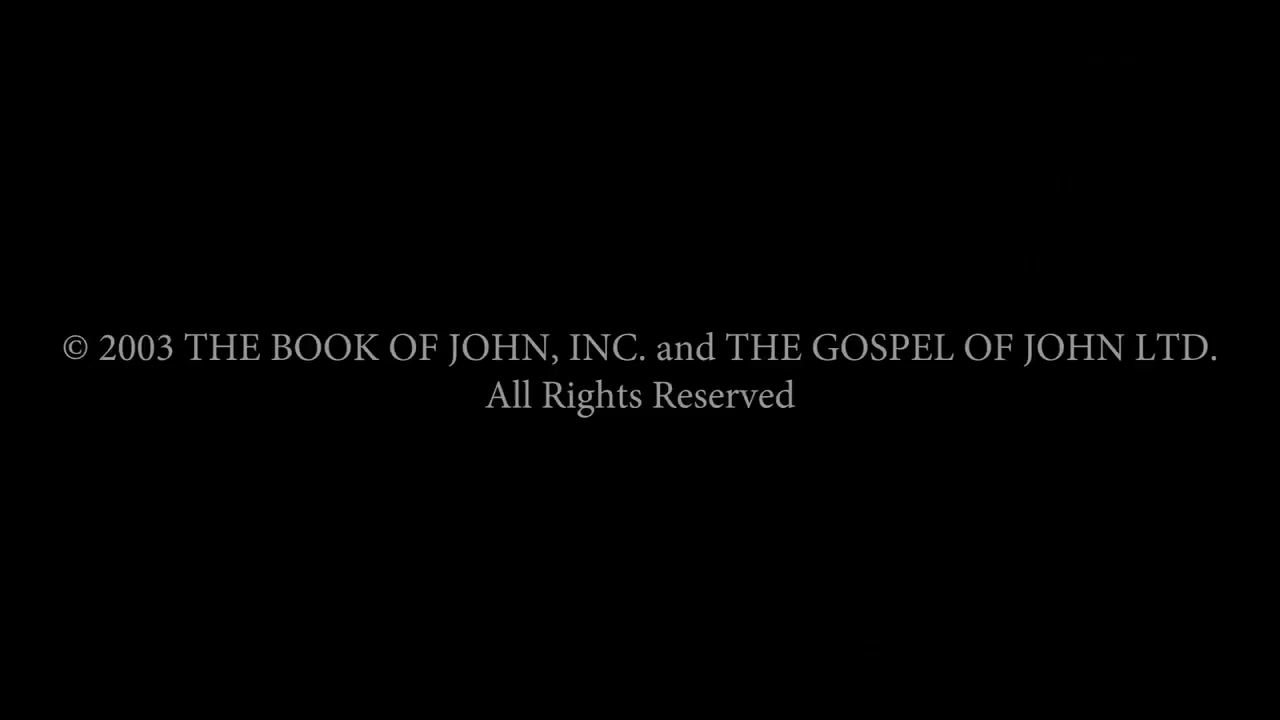 © 2003 THE BOOK OF JOHN, INC. and THE GOSPEL OF JOHN LTD.
All Rights Reserved